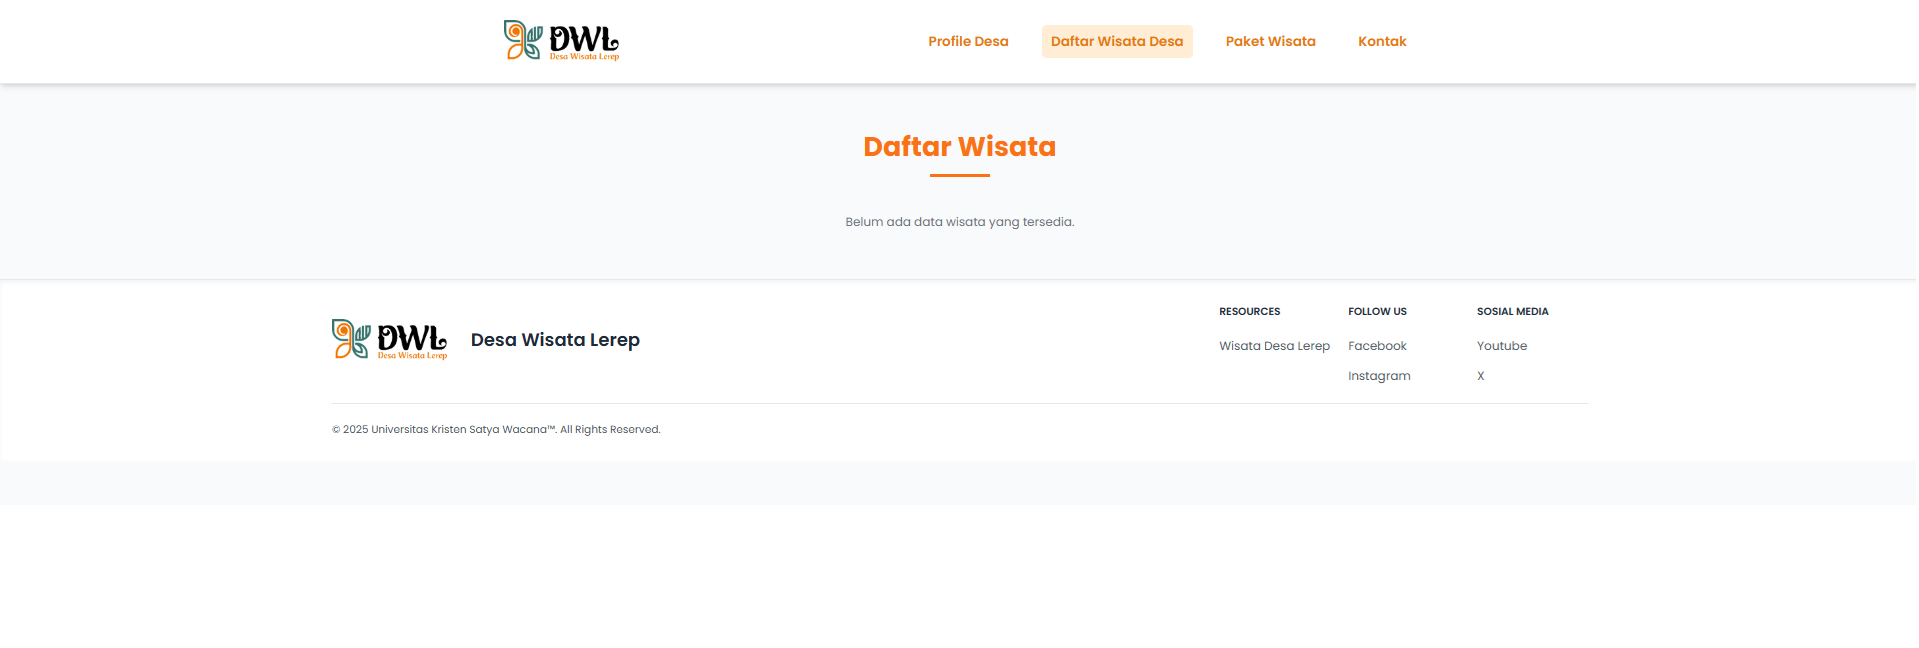 DWL
Desa Wisata Lerep
Profile Desa
Daftar Wisata Desa
Paket Wisata
Kontak
Daftar Wisata
Belum ada data wisata yang tersedia.
DWL
Desa Wisata Lerep
Desa Wisata Lerep
RESOURCES
Wisata Desa Lerep
FOLLOW US
Facebook
Instagram
SOSIAL MEDIA
Youtube
X
© 2025 Universitas Kristen Satya Wacana™. All Rights Reserved.